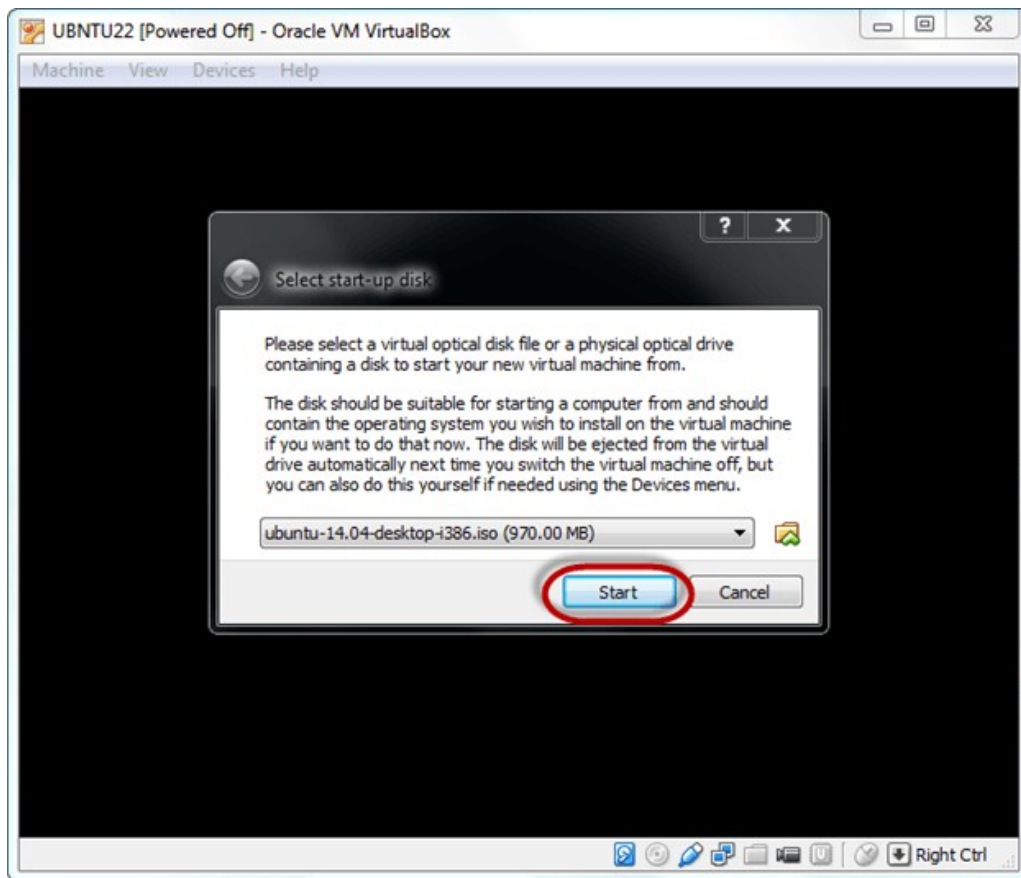 UBNTU22 [Powered Off] - Oracle VM VirtualBox
Machine View Devices Help
?
Select start-up disk
Please select a virtual optical disk file or a physical optical drive
containing a disk to start your new virtual machine from.
The disk should be suitable for starting a computer from and should
contain the operating system you wish to install on the virtual machine
if you want to do that now. The disk will be ejected from the virtual
drive automatically next time you switch the virtual machine off, but
you can also do this yourself if needed using the Devices menu.
ubuntu-14.04-desktop-i386.iso (970.00 MB)
Start Cancel
Right Ctrl